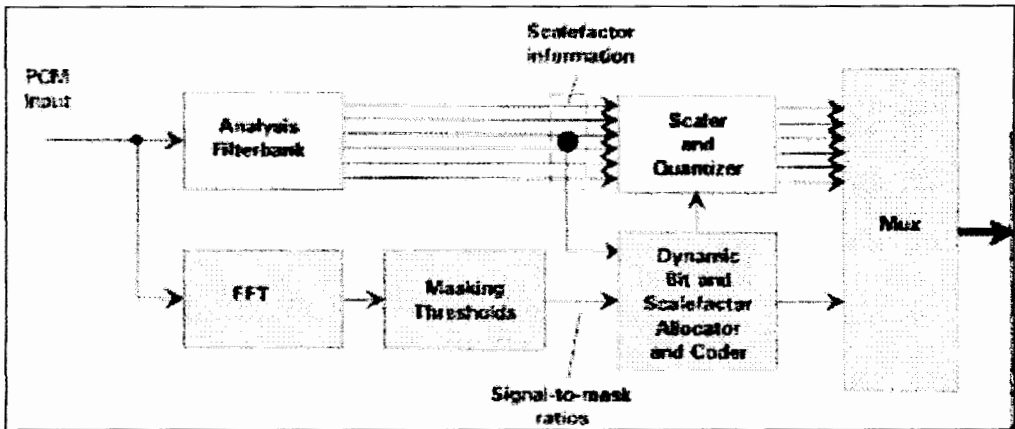 Scalefactor
information
PCM
Input
Analysis
Filterbank
Scaler
and
Quantizer
Mux
FFT
Masking
Thresholds
Dynamic
Bit and
Scalefactor
Allocator
and Coder
Signal-to-mask
ratios